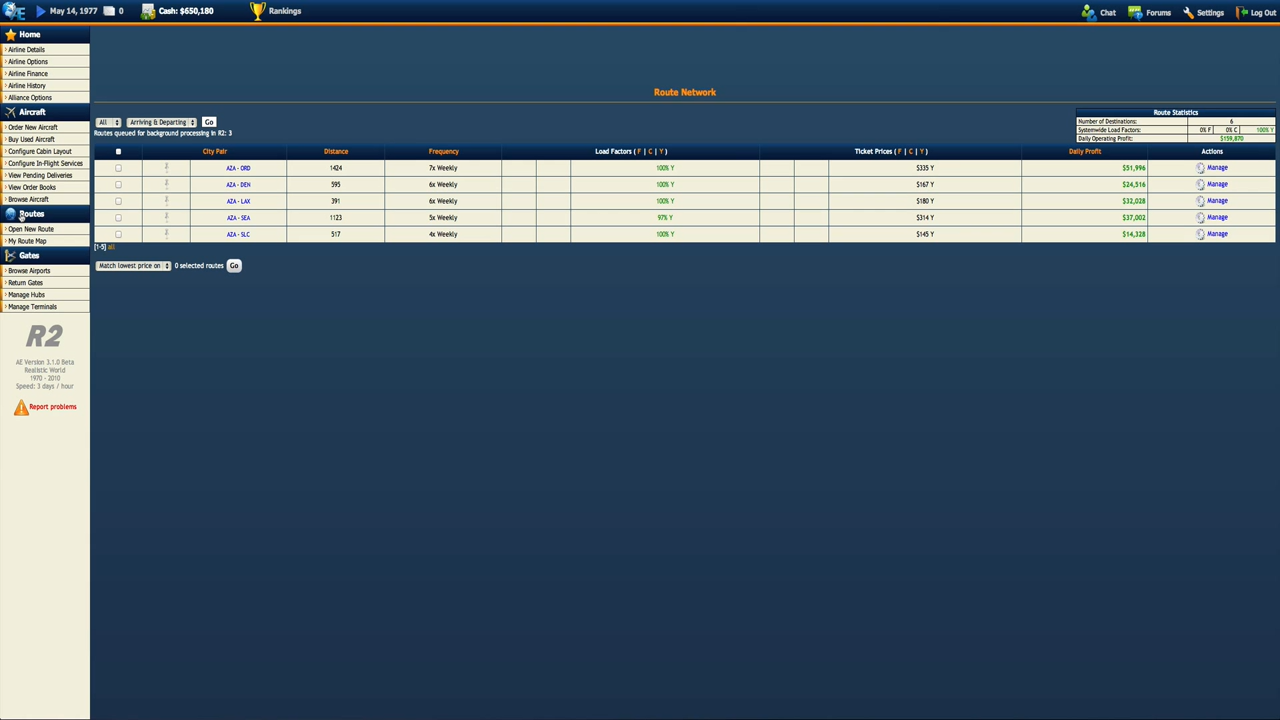 AE May 14, 1977 0 Cash: $650,180 Rankings Chat Forums Settings Log Out
Home
Airline Details
Airline Options
Airline Finance
Airline History
Alliance Options
Aircraft
Order New Aircraft
Buy Used Aircraft
Configure Cabin Layout
Configure In-Flight Services
View Pending Deliveries
View Order Books
Browse Aircraft
Routes
Open New Route
My Route Map
Gates
Browse Airports
Return Gates
Manage Hubs
Manage Terminals
R2
AE Version 3.1.0 Beta
Realistic World
1970 - 2010
Speed: 3 days / hour
Report problems
Route Network
All Arriving & Departing Go
Routes queued for background processing in R2: 3
Route Statistics
Number of Destinations: 6
Systemwide Load Factors: 0% F 0% C 100% Y
Daily Operating Profit: $159,870
City Pair Distance Frequency Load Factors ( F | C | Y ) Ticket Prices ( F | C | Y ) Daily Profit Actions
AZA - ORD 1424 7x Weekly 100% Y $335 Y $51,996 Manage
AZA - DEN 595 6x Weekly 100% Y $167 Y $24,516 Manage
AZA - LAX 391 6x Weekly 100% Y $180 Y $32,028 Manage
AZA - SEA 1123 5x Weekly 97% Y $314 Y $37,002 Manage
AZA - SLC 517 4x Weekly 100% Y $145 Y $14,328 Manage
[1-5] all
Match lowest price on 0 selected routes Go